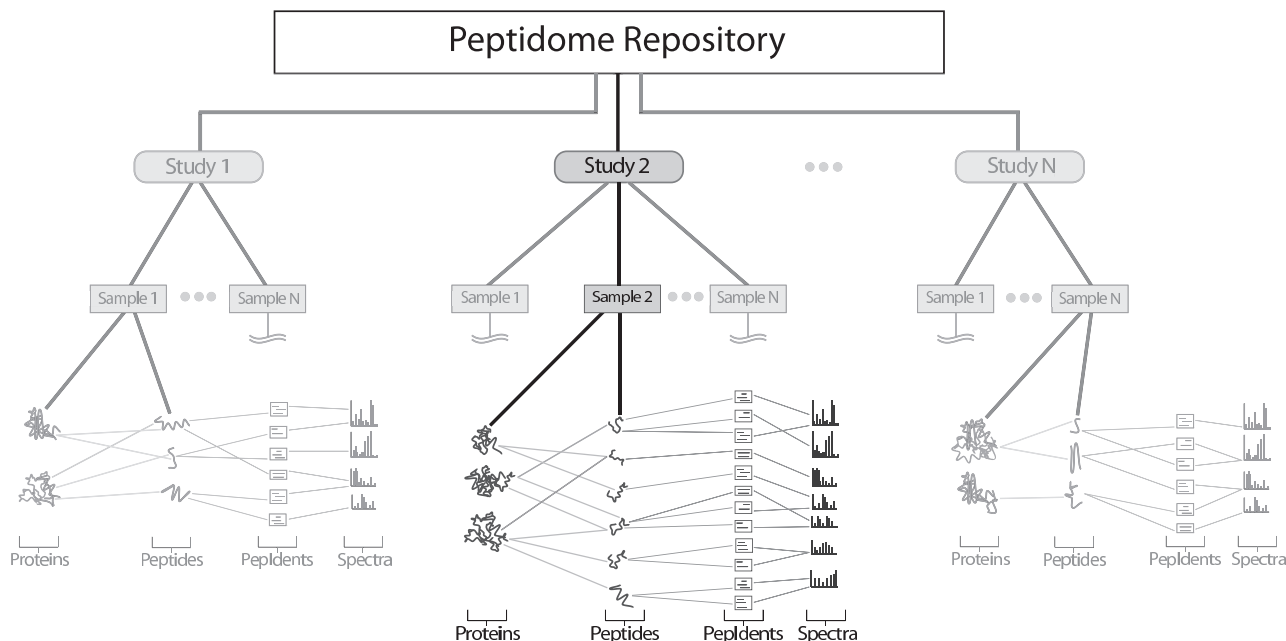 Peptidome Repository
Study 1
Study 2
Study N
Sample 1
Sample N
Sample 1
Sample 2
Sample N
Sample 1
Sample N
Proteins
Peptides
PepIdents
Spectra
Proteins
Peptides
PepIdents
Spectra
Proteins
Peptides
PepIdents
Spectra